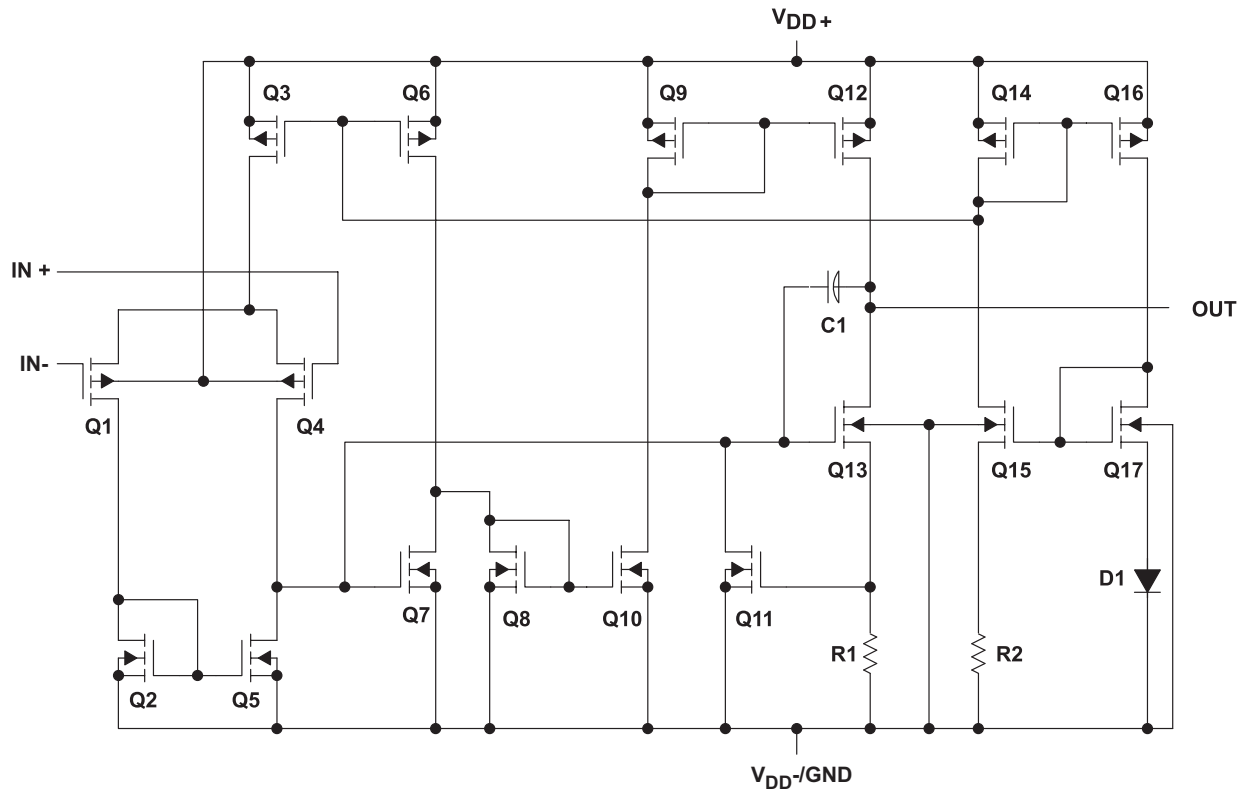 VDD+
Q3
Q6
Q9
Q12
Q14
Q16
IN +
C1
OUT
IN-
Q1
Q4
Q13
Q15
Q17
Q7
Q8
Q10
Q11
D1
R1
R2
Q2
Q5
VDD-/GND